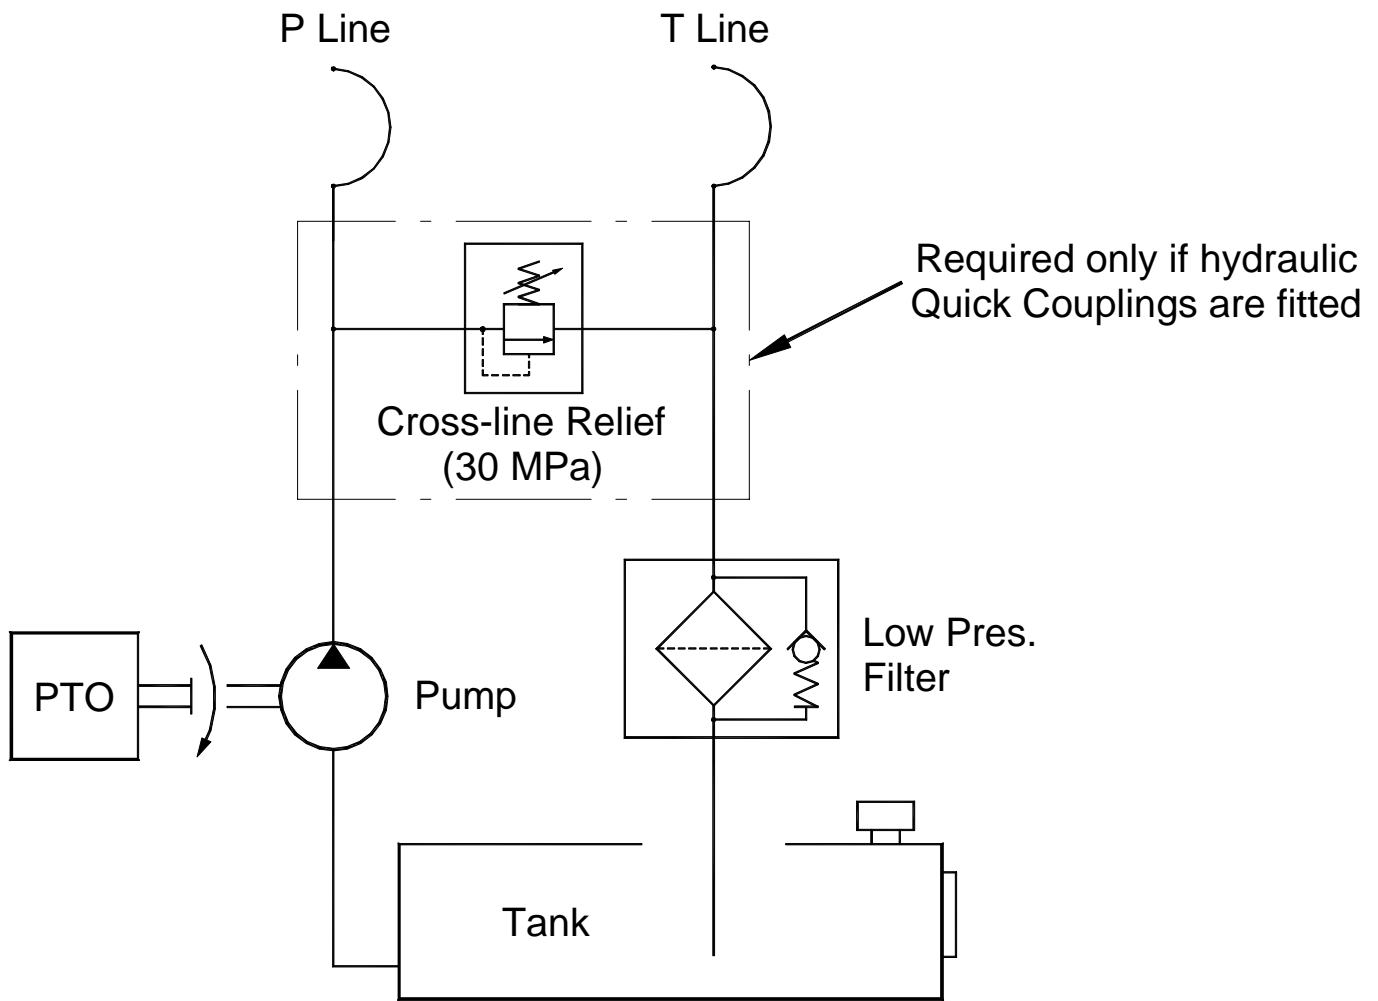 P Line
T Line
Required only if hydraulic
Quick Couplings are fitted
Cross-line Relief
(30 MPa)
Low Pres.
Filter
PTO
Pump
Tank